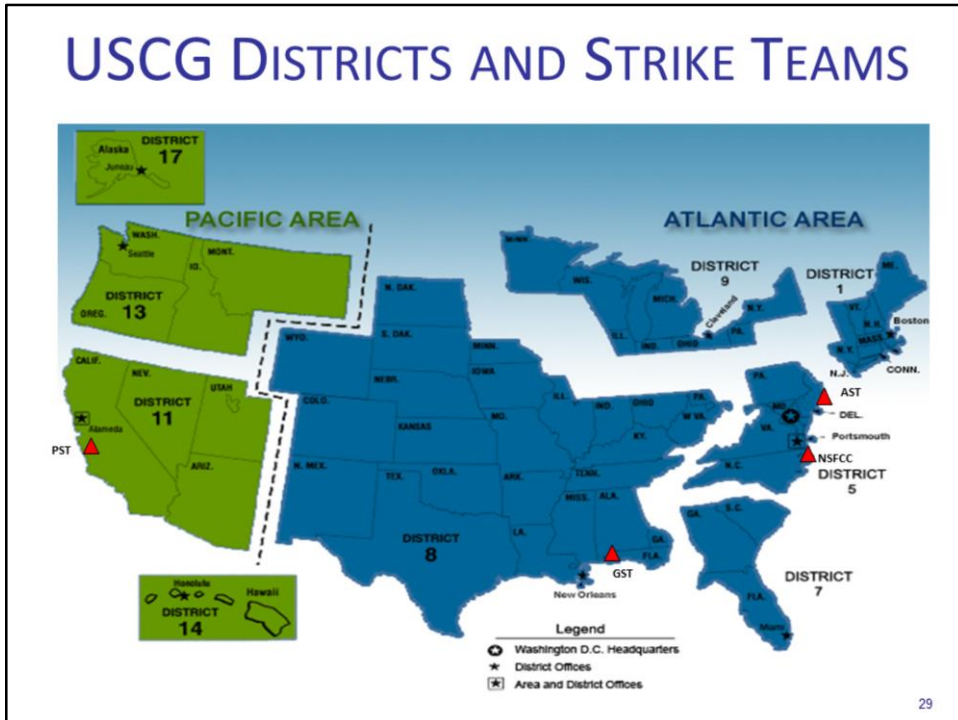 USCG DISTRICTS AND STRIKE TEAMS
DISTRICT
17
Alaska
Juneau
PACIFIC AREA
ATLANTIC AREA
WASH.
Seattle
MONT.
ID.
DISTRICT
13
OREG.
CALIF.
NEV.
UTAH
DISTRICT
11
Alameda
PST
ARIZ.
Honolulu
Hawaii
DISTRICT
14
N. DAK.
S. DAK.
WYO.
MINN.
NEBR.
IOWA
COLO.
KANSAS
MO.
ILL.
IND.
OHIO
PA.
W VA.
KY.
N. MEX.
TEX.
OKLA.
ARK.
TENN.
MISS.
ALA.
GA.
LA.
FLA.
DISTRICT
8
GST
New Orleans
MINN.
WIS.
MICH.
DISTRICT
9
Cleveland
N.Y.
ILL.
IND.
OHIO
PA.
DISTRICT
1
ME.
VT.
N.H.
Boston
MASS.
N.Y.
CONN.
N.J.
PA.
AST
MD.
DEL.
VA.
Portsmouth
NSFCC
N.C.
DISTRICT
5
S.C.
GA.
DISTRICT
7
FLA.
Miami
Legend
Washington D.C. Headquarters
District Offices
Area and District Offices
29